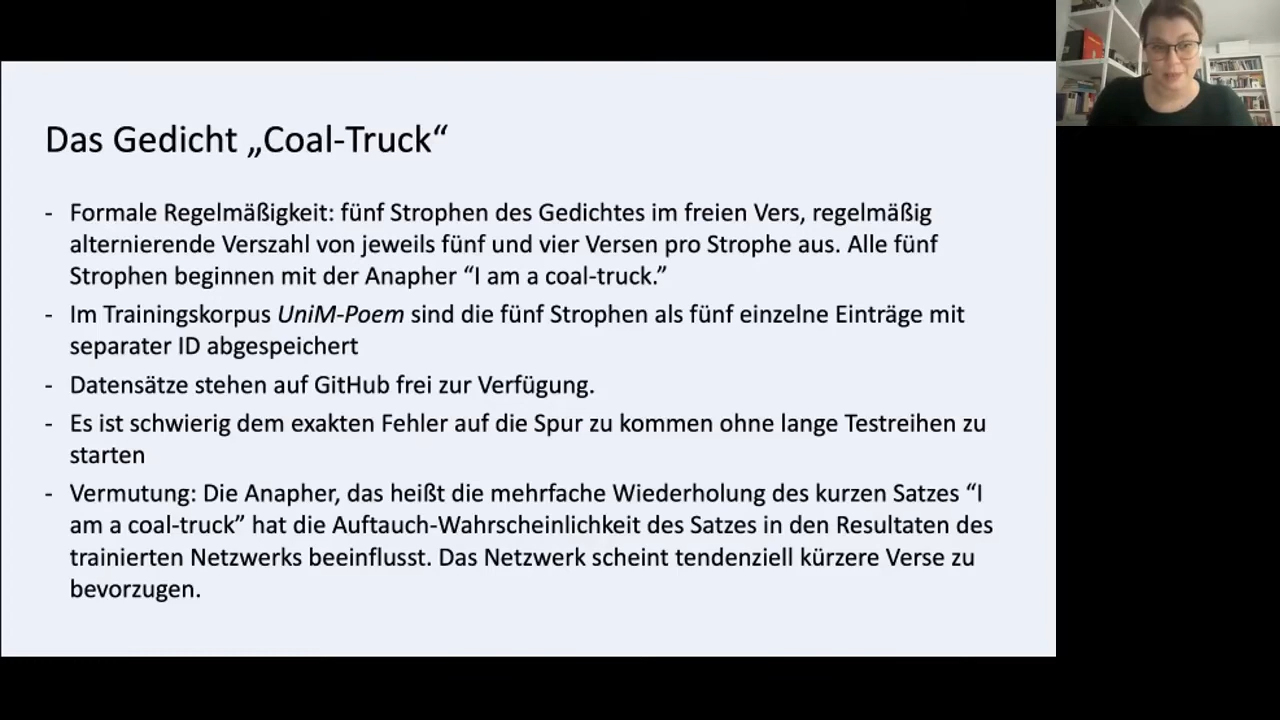 Das Gedicht „Coal-Truck“
- Formale Regelmäßigkeit: fünf Strophen des Gedichtes im freien Vers, regelmäßig
alternierende Verszahl von jeweils fünf und vier Versen pro Strophe aus. Alle fünf
Strophen beginnen mit der Anapher “I am a coal-truck.”
- Im Trainingskorpus UniM-Poem sind die fünf Strophen als fünf einzelne Einträge mit
separater ID abgespeichert
- Datensätze stehen auf GitHub frei zur Verfügung.
- Es ist schwierig dem exakten Fehler auf die Spur zu kommen ohne lange Testreihen zu
starten
- Vermutung: Die Anapher, das heißt die mehrfache Wiederholung des kurzen Satzes “I
am a coal-truck” hat die Auftauch-Wahrscheinlichkeit des Satzes in den Resultaten des
trainierten Netzwerks beeinflusst. Das Netzwerk scheint tendenziell kürzere Verse zu
bevorzugen.